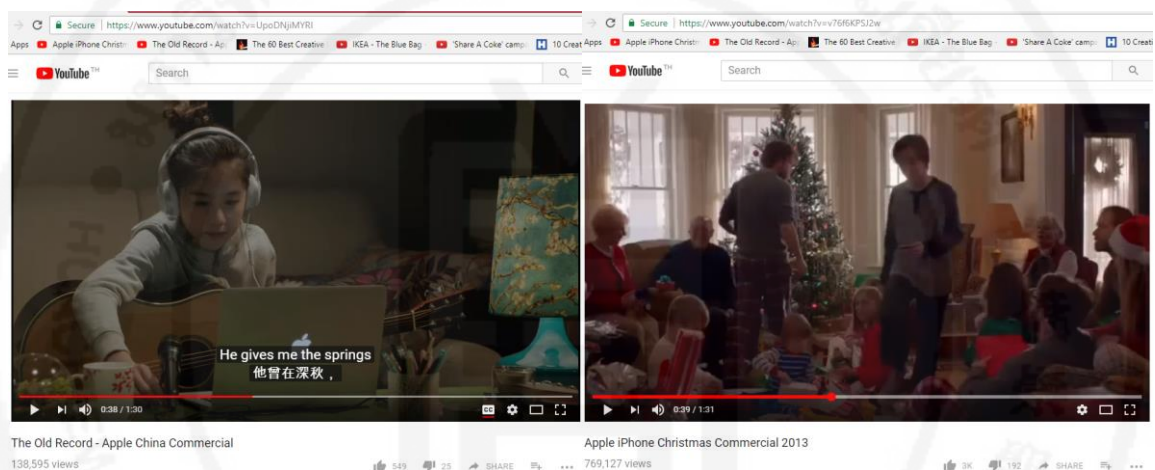 Secure | https://www.youtube.com/watch?v=UpoDNjiMYRI
Apps Apple iPhone Christm The Old Record - Ap The 60 Best Creative IKEA - The Blue Bag 'Share A Coke' camp 10 Creat
YouTube TM Search
He gives me the springs
他曾在深秋，
0:38 / 1:30
CC
The Old Record - Apple China Commercial
138,595 views
549 25 SHARE
Secure | https://www.youtube.com/watch?v=v76f6KPSJ2w
Apps Apple iPhone Christm The Old Record - Ap The 60 Best Creative IKEA - The Blue Bag 'Share A Coke' camp 10 Creati
YouTube TM Search
0:39 / 1:31
Apple iPhone Christmas Commercial 2013
769,127 views
3K 192 SHARE